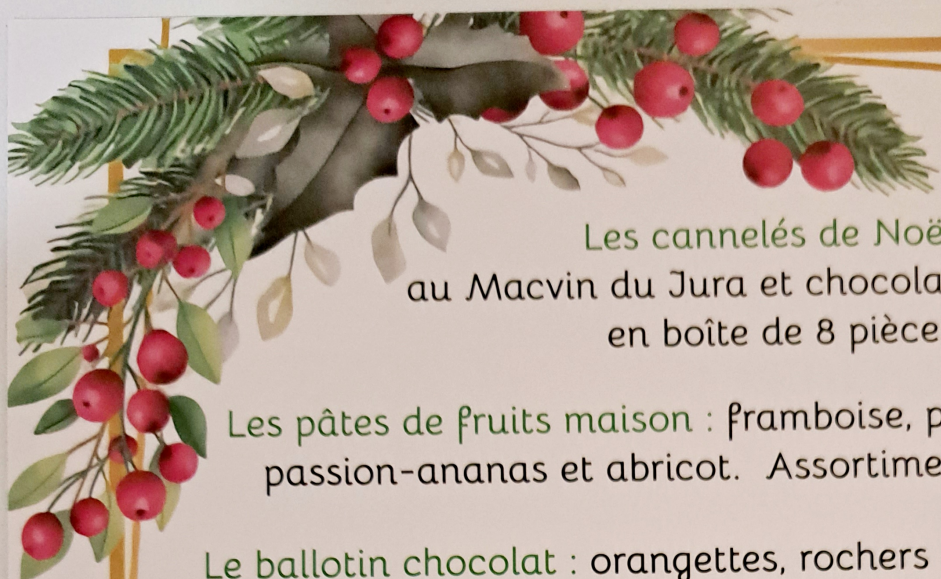 Les cannelés de Noë
au Macvin du Jura et chocola
en boîte de 8 pièce
Les pâtes de fruits maison : framboise, p
passion-ananas et abricot. Assortime
Le ballotin chocolat : orangettes, rochers